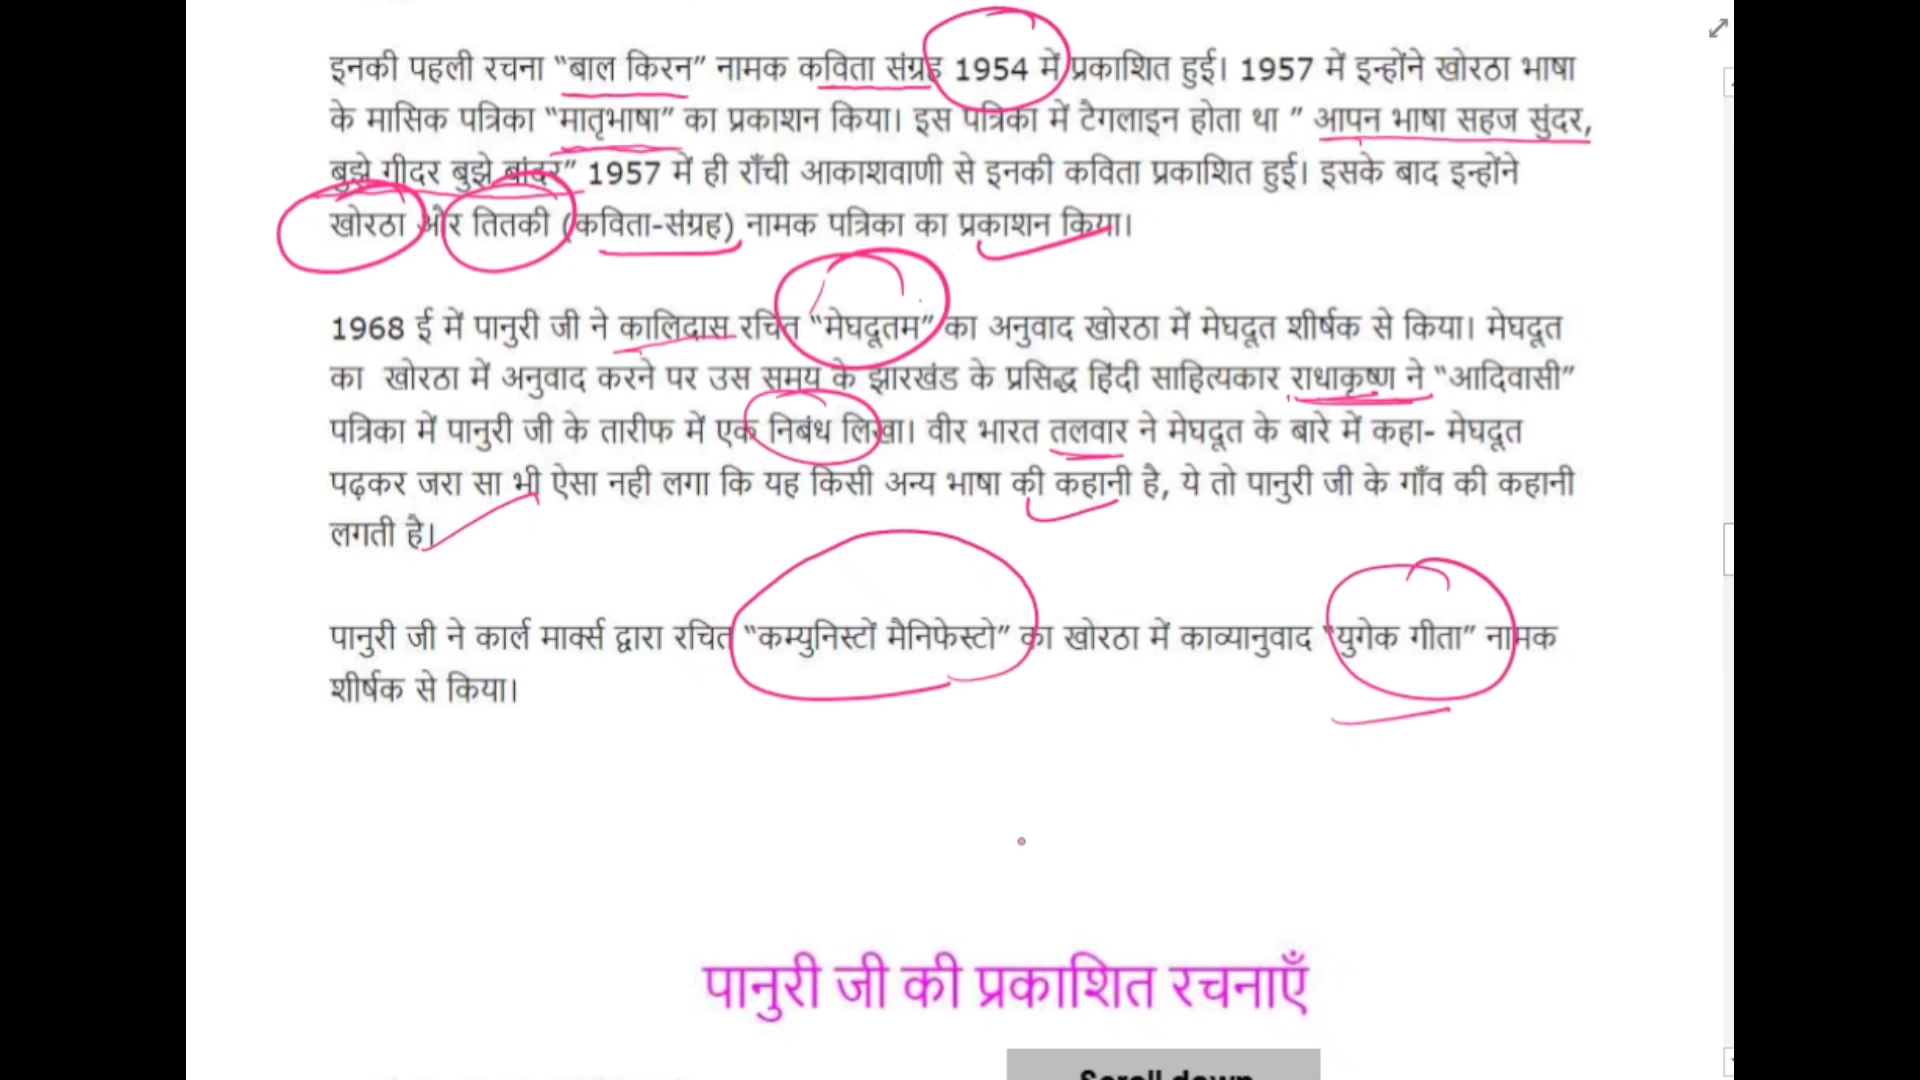 इनकी पहली रचना “बाल किरन” नामक कविता संग्रह 1954 में प्रकाशित हुई। 1957 में इन्होंने खोरठा भाषा
के मासिक पत्रिका “मातृभाषा” का प्रकाशन किया। इस पत्रिका में टैगलाइन होता था ” आपन भाषा सहज सुंदर,
बुझे गीदर बुझे बांदर” 1957 में ही राँची आकाशवाणी से इनकी कविता प्रकाशित हुई। इसके बाद इन्होंने
खोरठा और तितकी (कविता-संग्रह) नामक पत्रिका का प्रकाशन किया।
1968 ई में पानुरी जी ने कालिदास रचित “मेघदूतम” का अनुवाद खोरठा में मेघदूत शीर्षक से किया। मेघदूत
का खोरठा में अनुवाद करने पर उस समय के झारखंड के प्रसिद्ध हिंदी साहित्यकार राधाकृष्ण ने “आदिवासी”
पत्रिका में पानुरी जी के तारीफ में एक निबंध लिखा। वीर भारत तलवार ने मेघदूत के बारे में कहा- मेघदूत
पढ़कर जरा सा भी ऐसा नही लगा कि यह किसी अन्य भाषा की कहानी है, ये तो पानुरी जी के गाँव की कहानी
लगती है।
पानुरी जी ने कार्ल मार्क्स द्वारा रचित “कम्युनिस्टों मैनिफेस्टो” का खोरठा में काव्यानुवाद “युगेक गीता” नामक
शीर्षक से किया।
पानुरी जी की प्रकाशित रचनाएँ
Scroll down